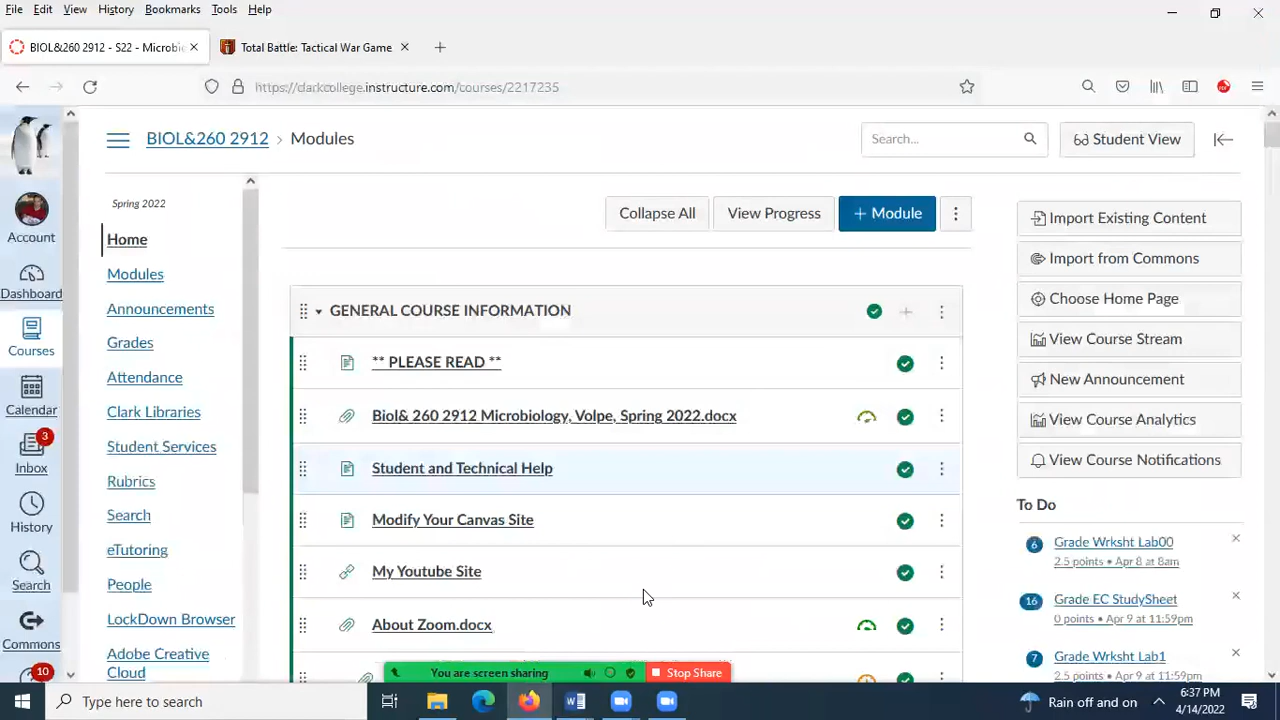 File Edit View History Bookmarks Tools Help
BIOL&260 2912 - S22 - Microbi
Total Battle: Tactical War Game
https://clarkcollege.instructure.com/courses/2217235
BIOL&260 2912 > Modules
Search...
Student View
Spring 2022
Home
Modules
Announcements
Grades
Attendance
Clark Libraries
Student Services
Rubrics
Search
eTutoring
People
LockDown Browser
Adobe Creative
Cloud
Account
Dashboard
Courses
Calendar
3
Inbox
History
Search
Commons
10
Collapse All
View Progress
+ Module
GENERAL COURSE INFORMATION
** PLEASE READ **
Biol& 260 2912 Microbiology, Volpe, Spring 2022.docx
Student and Technical Help
Modify Your Canvas Site
My Youtube Site
About Zoom.docx
Import Existing Content
Import from Commons
Choose Home Page
View Course Stream
New Announcement
View Course Analytics
View Course Notifications
To Do
6 Grade Wrksht Lab00
2.5 points • Apr 8 at 8am
16 Grade EC StudySheet
0 points • Apr 9 at 11:59pm
7 Grade Wrksht Lab1
2.5 points • Apr 9 at 11:59pm
You are screen sharing
Stop Share
Type here to search
Rain off and on
6:37 PM
4/14/2022